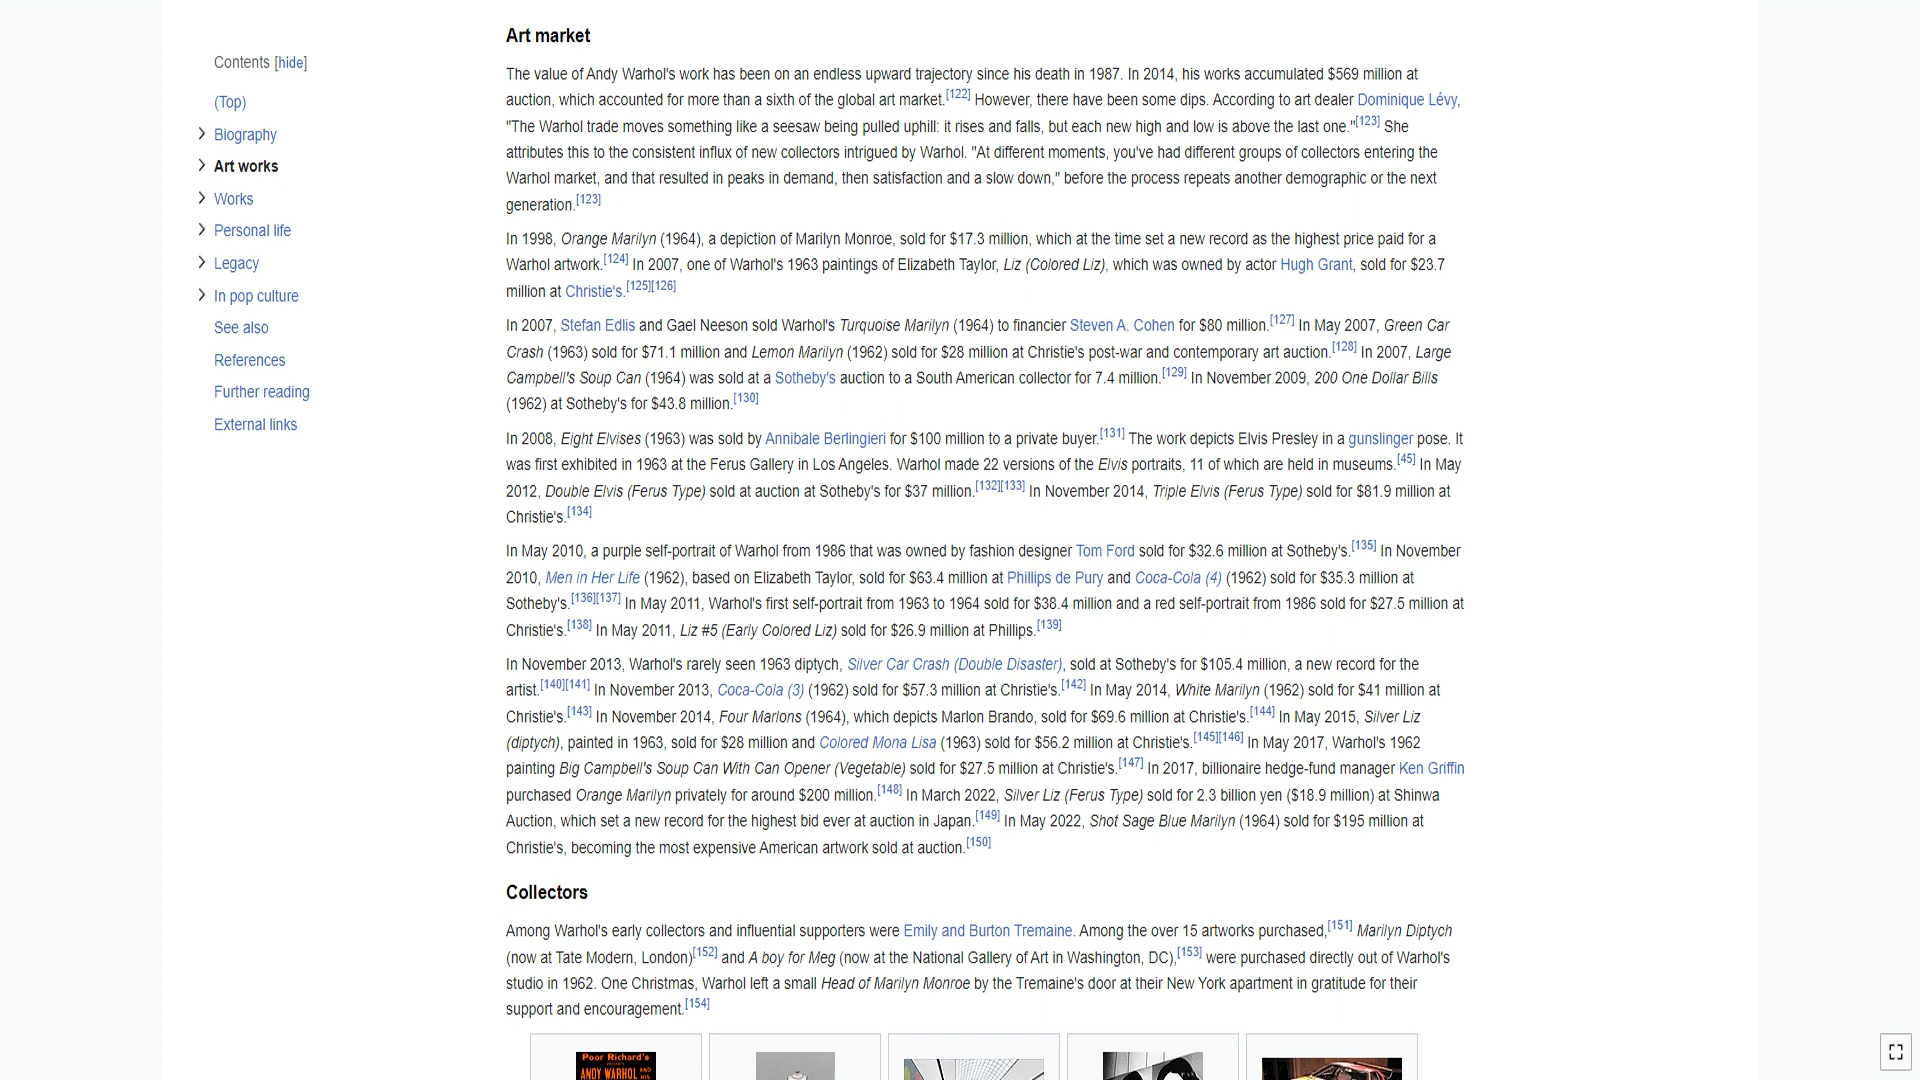 Contents [hide]
(Top)
Biography
Art works
Works
Personal life
Legacy
In pop culture
See also
References
Further reading
External links
Art market
The value of Andy Warhol's work has been on an endless upward trajectory since his death in 1987. In 2014, his works accumulated $569 million at
auction, which accounted for more than a sixth of the global art market.[122] However, there have been some dips. According to art dealer Dominique Lévy,
"The Warhol trade moves something like a seesaw being pulled uphill: it rises and falls, but each new high and low is above the last one."[123] She
attributes this to the consistent influx of new collectors intrigued by Warhol. "At different moments, you've had different groups of collectors entering the
Warhol market, and that resulted in peaks in demand, then satisfaction and a slow down," before the process repeats another demographic or the next
generation.[123]
In 1998, Orange Marilyn (1964), a depiction of Marilyn Monroe, sold for $17.3 million, which at the time set a new record as the highest price paid for a
Warhol artwork.[124] In 2007, one of Warhol's 1963 paintings of Elizabeth Taylor, Liz (Colored Liz), which was owned by actor Hugh Grant, sold for $23.7
million at Christie's.[125][126]
In 2007, Stefan Edlis and Gael Neeson sold Warhol's Turquoise Marilyn (1964) to financier Steven A. Cohen for $80 million.[127] In May 2007, Green Car
Crash (1963) sold for $71.1 million and Lemon Marilyn (1962) sold for $28 million at Christie's post-war and contemporary art auction.[128] In 2007, Large
Campbell's Soup Can (1964) was sold at a Sotheby's auction to a South American collector for 7.4 million.[129] In November 2009, 200 One Dollar Bills
(1962) at Sotheby's for $43.8 million.[130]
In 2008, Eight Elvises (1963) was sold by Annibale Berlingieri for $100 million to a private buyer.[131] The work depicts Elvis Presley in a gunslinger pose. It
was first exhibited in 1963 at the Ferus Gallery in Los Angeles. Warhol made 22 versions of the Elvis portraits, 11 of which are held in museums.[45] In May
2012, Double Elvis (Ferus Type) sold at auction at Sotheby's for $37 million.[132][133] In November 2014, Triple Elvis (Ferus Type) sold for $81.9 million at
Christie's.[134]
In May 2010, a purple self-portrait of Warhol from 1986 that was owned by fashion designer Tom Ford sold for $32.6 million at Sotheby's.[135] In November
2010, Men in Her Life (1962), based on Elizabeth Taylor, sold for $63.4 million at Phillips de Pury and Coca-Cola (4) (1962) sold for $35.3 million at
Sotheby's.[136][137] In May 2011, Warhol's first self-portrait from 1963 to 1964 sold for $38.4 million and a red self-portrait from 1986 sold for $27.5 million at
Christie's.[138] In May 2011, Liz #5 (Early Colored Liz) sold for $26.9 million at Phillips.[139]
In November 2013, Warhol's rarely seen 1963 diptych, Silver Car Crash (Double Disaster), sold at Sotheby's for $105.4 million, a new record for the
artist.[140][141] In November 2013, Coca-Cola (3) (1962) sold for $57.3 million at Christie's.[142] In May 2014, White Marilyn (1962) sold for $41 million at
Christie's.[143] In November 2014, Four Marlons (1964), which depicts Marlon Brando, sold for $69.6 million at Christie's.[144] In May 2015, Silver Liz
(diptych), painted in 1963, sold for $28 million and Colored Mona Lisa (1963) sold for $56.2 million at Christie's.[145][146] In May 2017, Warhol's 1962
painting Big Campbell's Soup Can With Can Opener (Vegetable) sold for $27.5 million at Christie's.[147] In 2017, billionaire hedge-fund manager Ken Griffin
purchased Orange Marilyn privately for around $200 million.[148] In March 2022, Silver Liz (Ferus Type) sold for 2.3 billion yen ($18.9 million) at Shinwa
Auction, which set a new record for the highest bid ever at auction in Japan.[149] In May 2022, Shot Sage Blue Marilyn (1964) sold for $195 million at
Christie's, becoming the most expensive American artwork sold at auction.[150]
Collectors
Among Warhol's early collectors and influential supporters were Emily and Burton Tremaine. Among the over 15 artworks purchased,[151] Marilyn Diptych
(now at Tate Modern, London)[152] and A boy for Meg (now at the National Gallery of Art in Washington, DC),[153] were purchased directly out of Warhol's
studio in 1962. One Christmas, Warhol left a small Head of Marilyn Monroe by the Tremaine's door at their New York apartment in gratitude for their
support and encouragement.[154]
Poor Richard's
ANDY WARHOL AND HIS